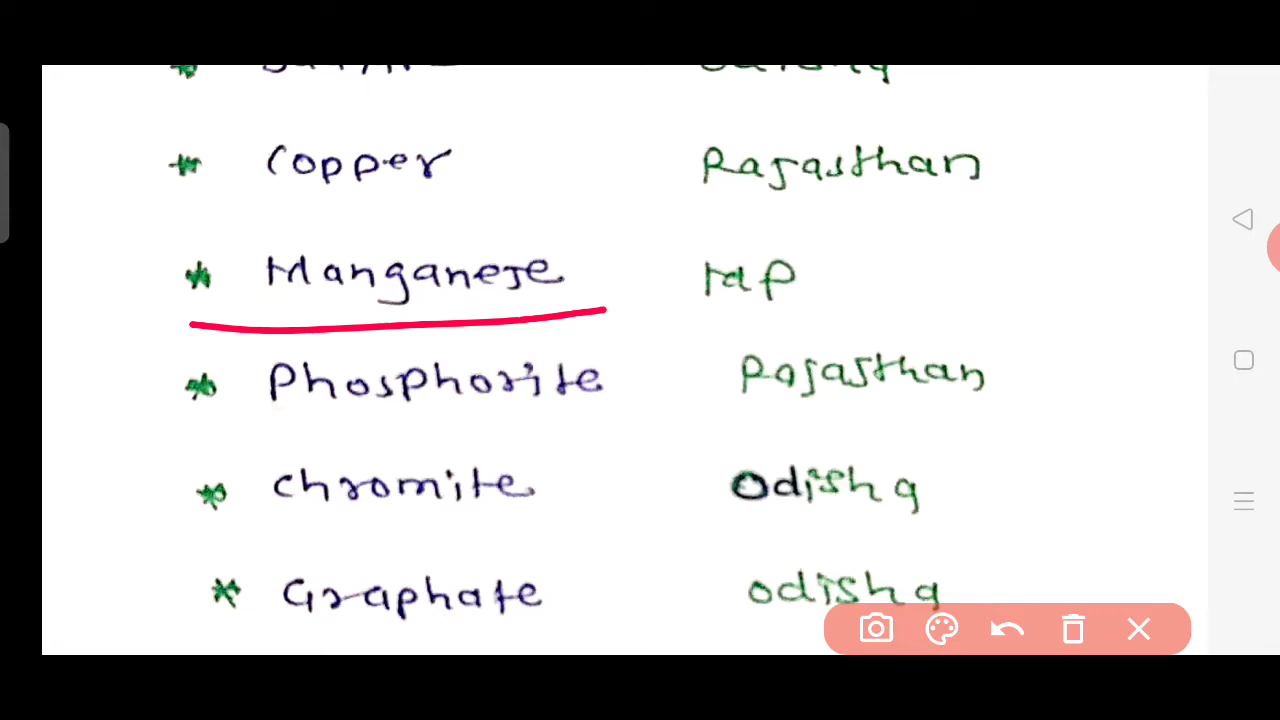 Copper Rajasthan
Manganese MP
Phosphorite Rajasthan
Chromite Odisha
Graphate Odisha